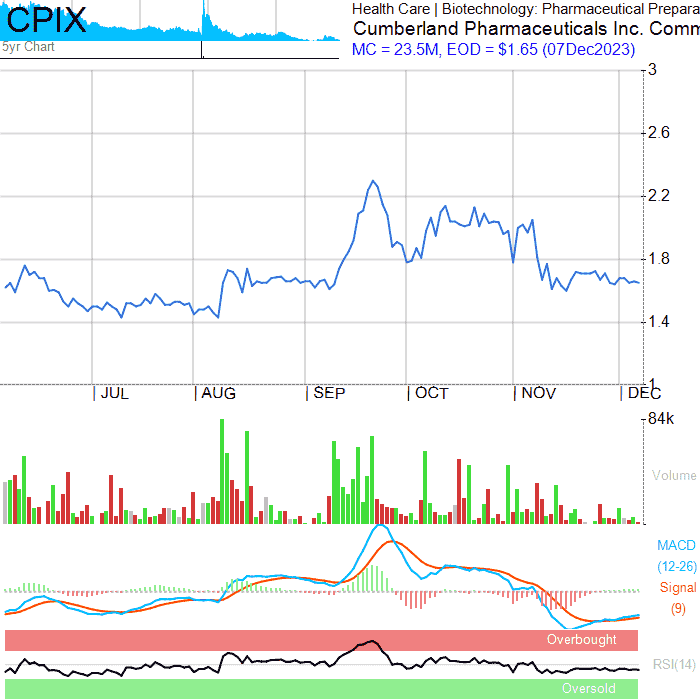 CPIX
5yr Chart
Health Care | Biotechnology: Pharmaceutical Prepara
Cumberland Pharmaceuticals Inc. Comm
MC = 23.5M, EOD = $1.65 (07Dec2023)
3
2.6
2.2
1.8
1.4
1
JUL AUG SEP OCT NOV DEC
84k
Volume
MACD
(12-26)
Signal
(9)
Overbought
RSI(14)
Oversold